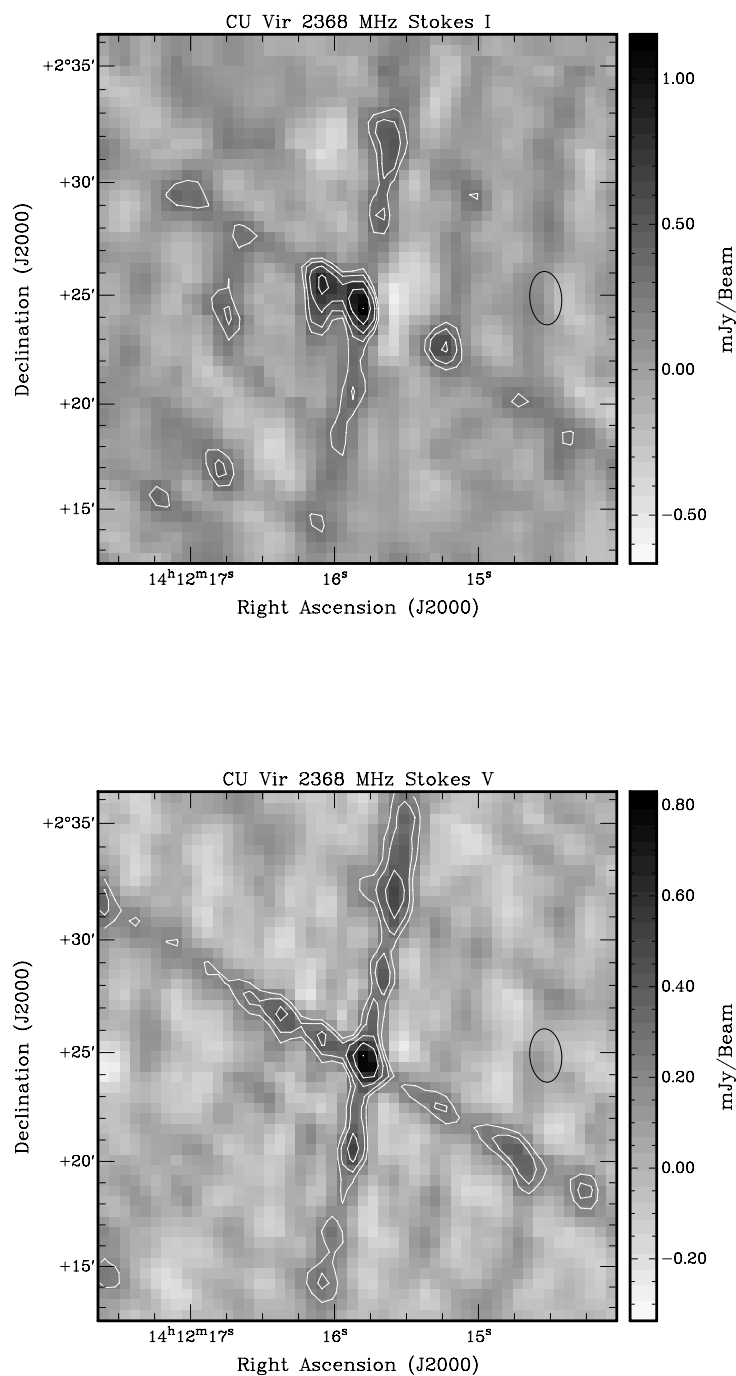 CU Vir 2368 MHz Stokes I
+2°35′
+30′
+25′
+20′
+15′
Declination (J2000)
14ʰ12ᵐ17ˢ 16ˢ 15ˢ
Right Ascension (J2000)
1.00
0.50
0.00
−0.50
mJy/Beam
CU Vir 2368 MHz Stokes V
+2°35′
+30′
+25′
+20′
+15′
Declination (J2000)
14ʰ12ᵐ17ˢ 16ˢ 15ˢ
Right Ascension (J2000)
0.80
0.60
0.40
0.20
0.00
−0.20
mJy/Beam